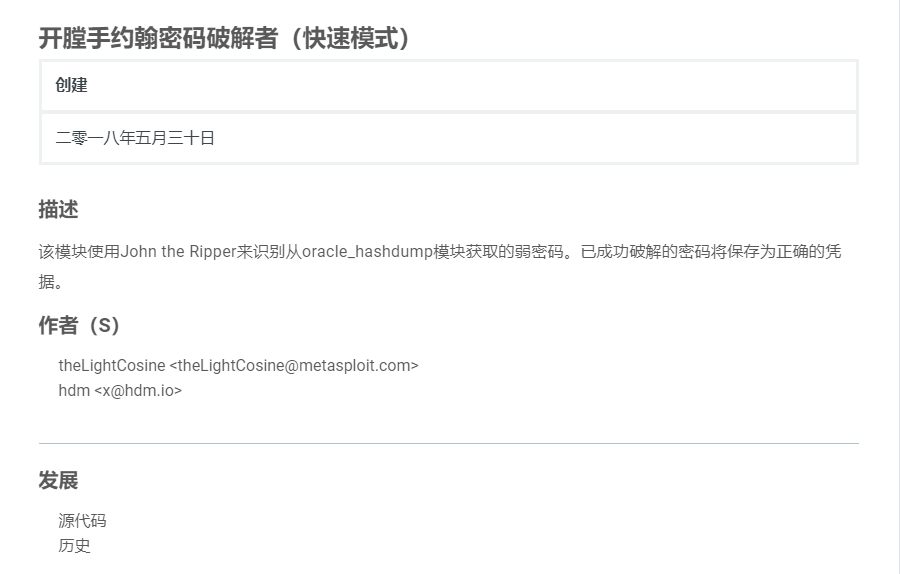 开膛手约翰密码破解者（快速模式）
创建
二零一八年五月三十日
描述
该模块使用John the Ripper来识别从oracle_hashdump模块获取的弱密码。已成功破解的密码将保存为正确的凭
据。
作者（S）
theLightCosine <theLightCosine@metasploit.com>
hdm <x@hdm.io>
发展
源代码
历史